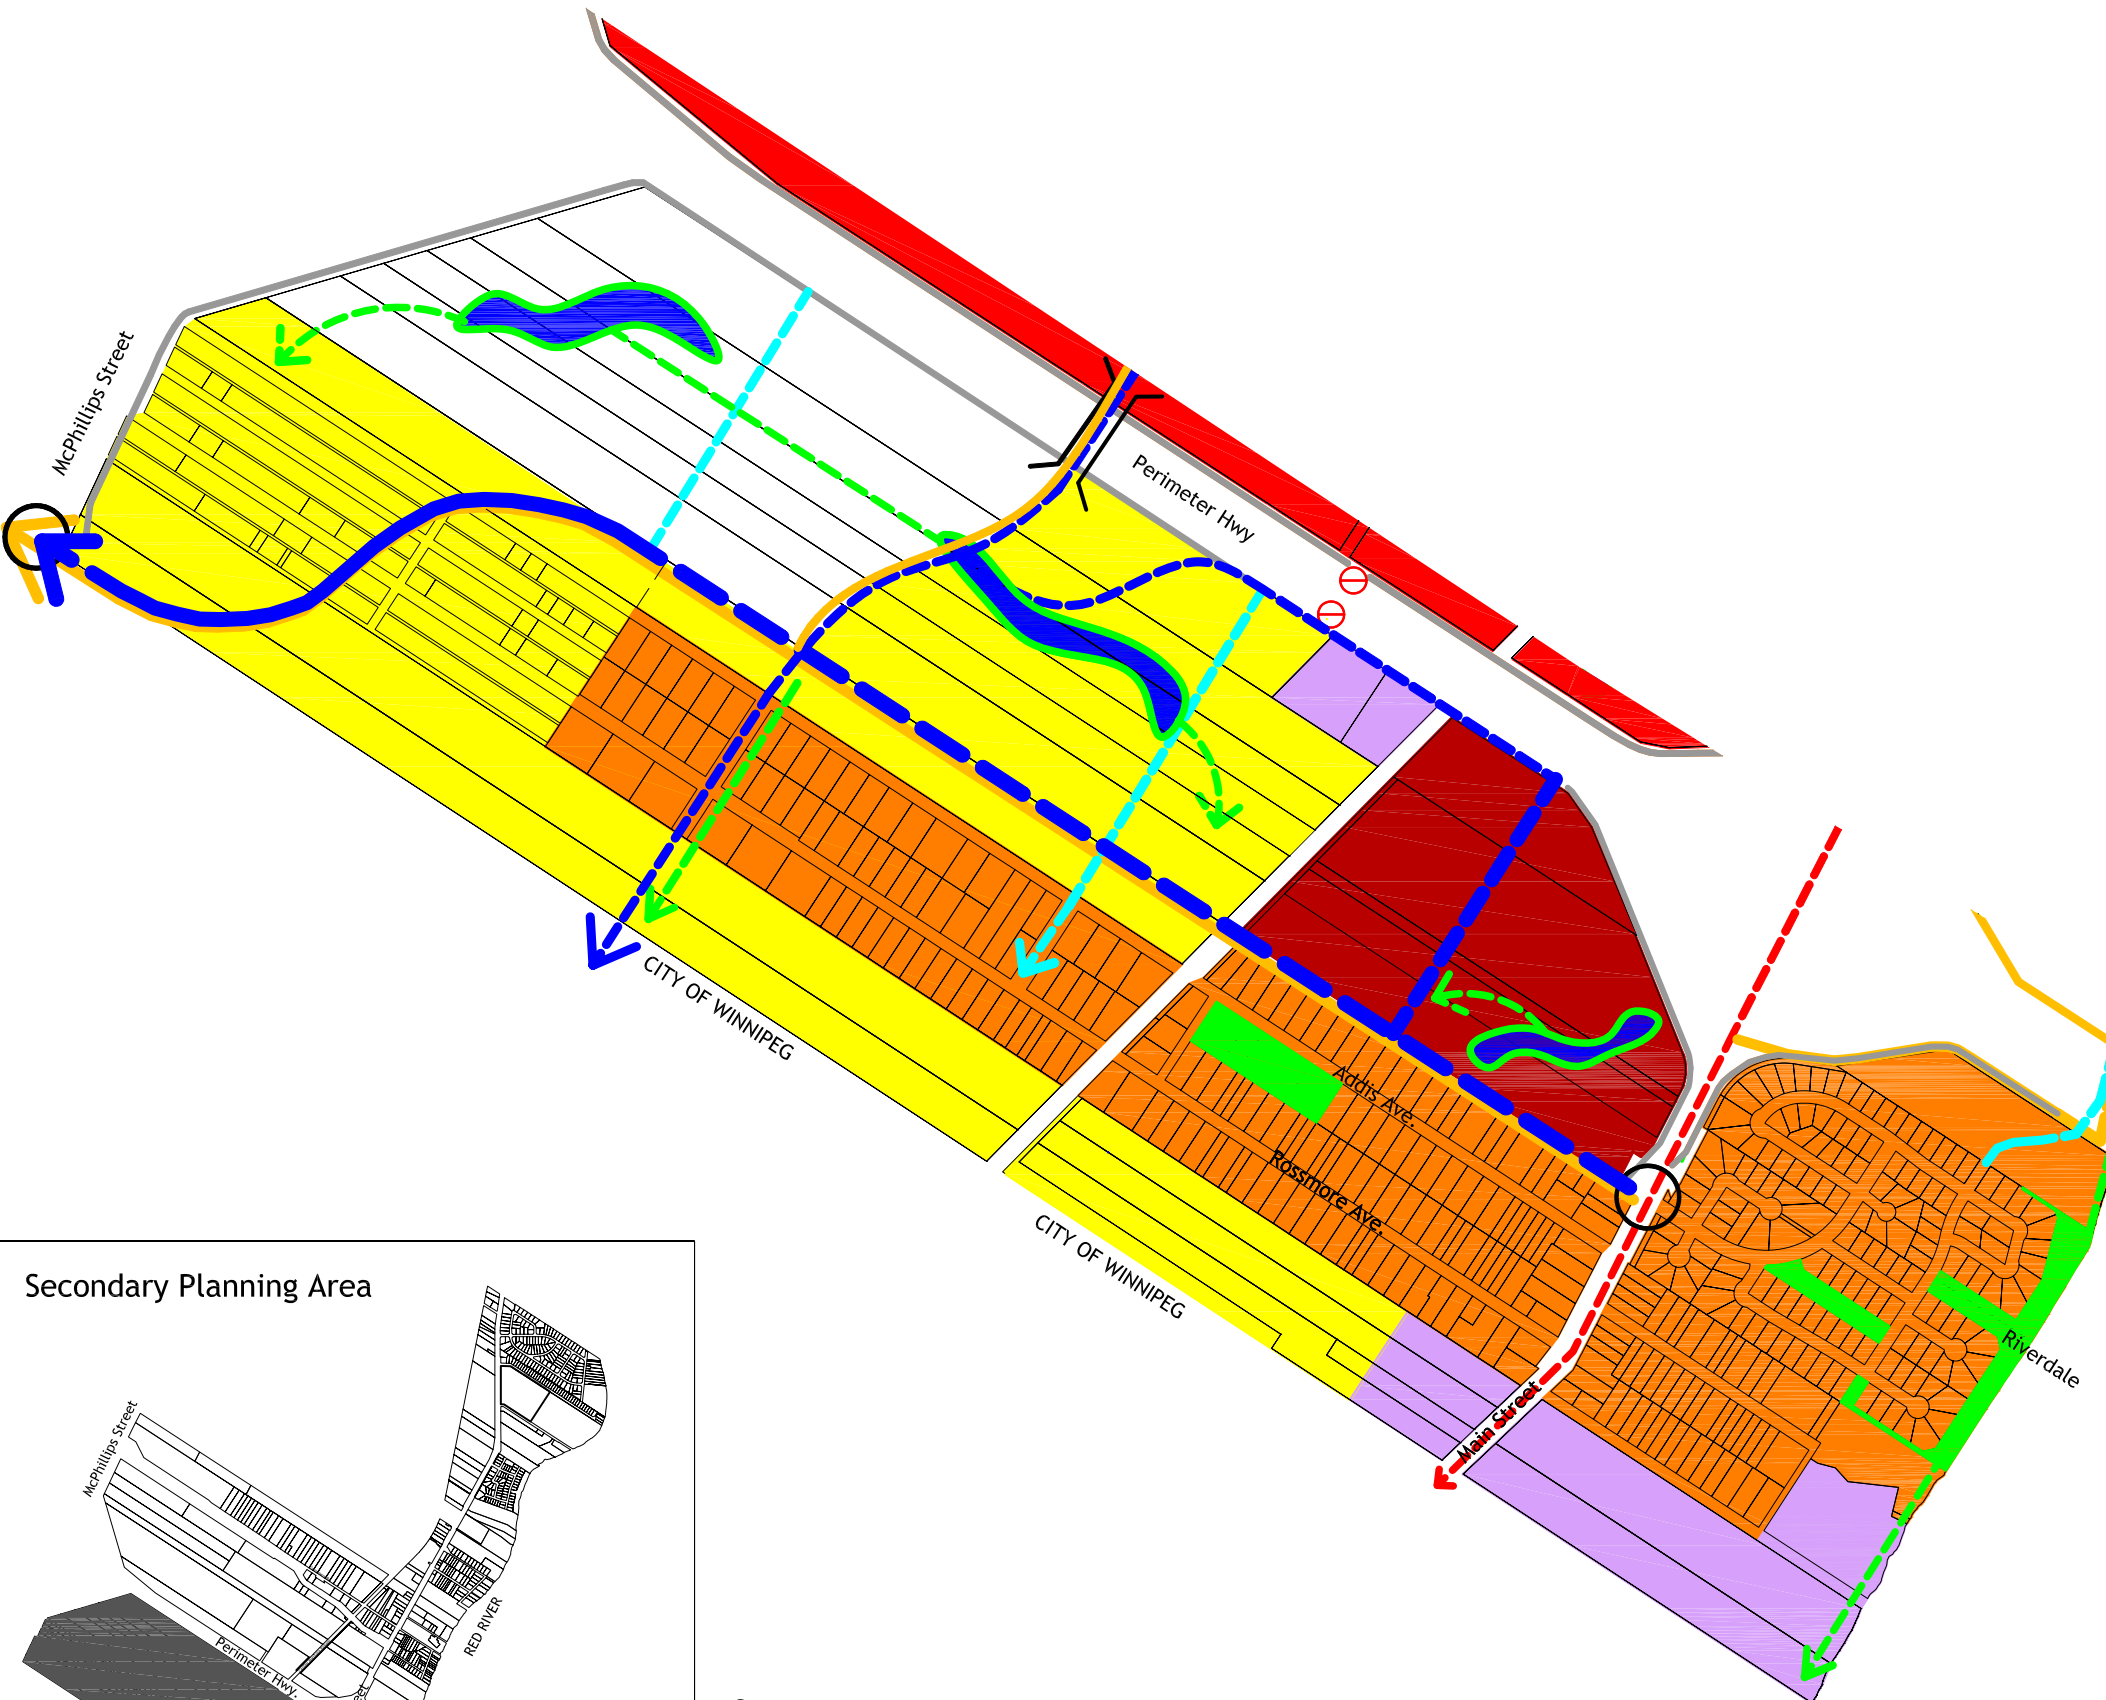 McPhillips Street
Perimeter Hwy
CITY OF WINNIPEG
Addis Ave.
Rossmore Ave.
CITY OF WINNIPEG
Riverdale
Main Street
Secondary Planning Area
McPhillips Street
RED RIVER
Perimeter Hwy.